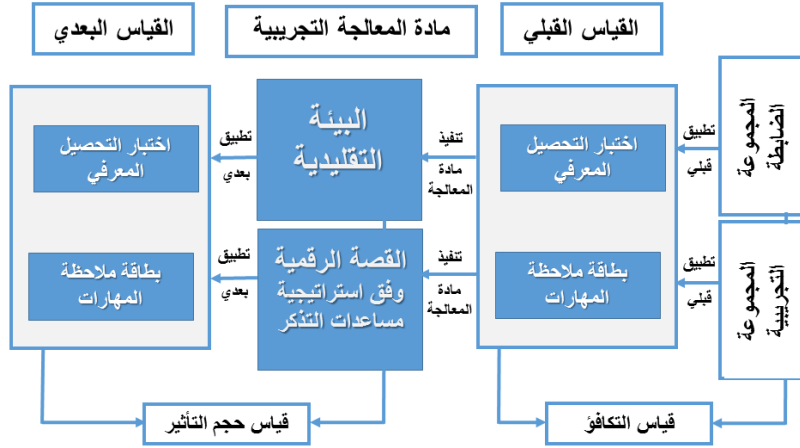 القياس القبلي
مادة المعالجة التجريبية
القياس البعدي
المجموعة
الضابطة
تطبيق
قبلي
اختبار التحصيل
المعرفي
تنفيذ
مادة
المعالجة
البيئة
التقليدية
تطبيق
بعدي
اختبار التحصيل
المعرفي
المجموعة
التجريبية
تطبيق
قبلي
بطاقة ملاحظة
المهارات
تنفيذ
مادة
المعالجة
القصة الرقمية
وفق استراتيجية
مساعدات التذكر
تطبيق
بعدي
بطاقة ملاحظة
المهارات
قياس التكافؤ
قياس حجم التأثير